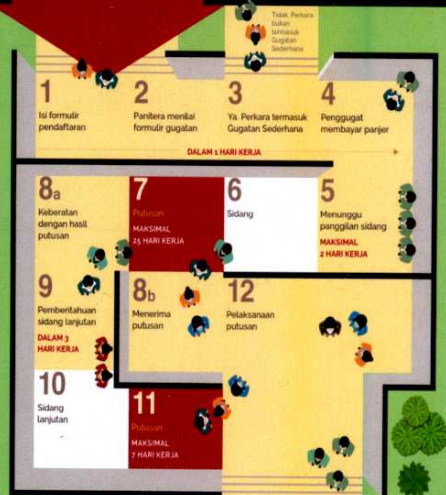 Tidak. Perkara
bukan
termasuk
Gugatan
Sederhana
1
Isi formulir
pendaftaran
2
Panitera menilai
formulir gugatan
3
Ya. Perkara termasuk
Gugatan Sederhana
4
Penggugat
membayar panjer
DALAM 1 HARI KERJA
8a
Keberatan
dengan hasil
putusan
7
Putusan
MAKSIMAL
25 HARI KERJA
6
Sidang
5
Menunggu
panggilan sidang
MAKSIMAL
2 HARI KERJA
9
Pemberitahuan
sidang lanjutan
DALAM 3
HARI KERJA
8b
Menerima
putusan
12
Pelaksanaan
putusan
10
Sidang
lanjutan
11
Putusan
MAKSIMAL
7 HARI KERJA